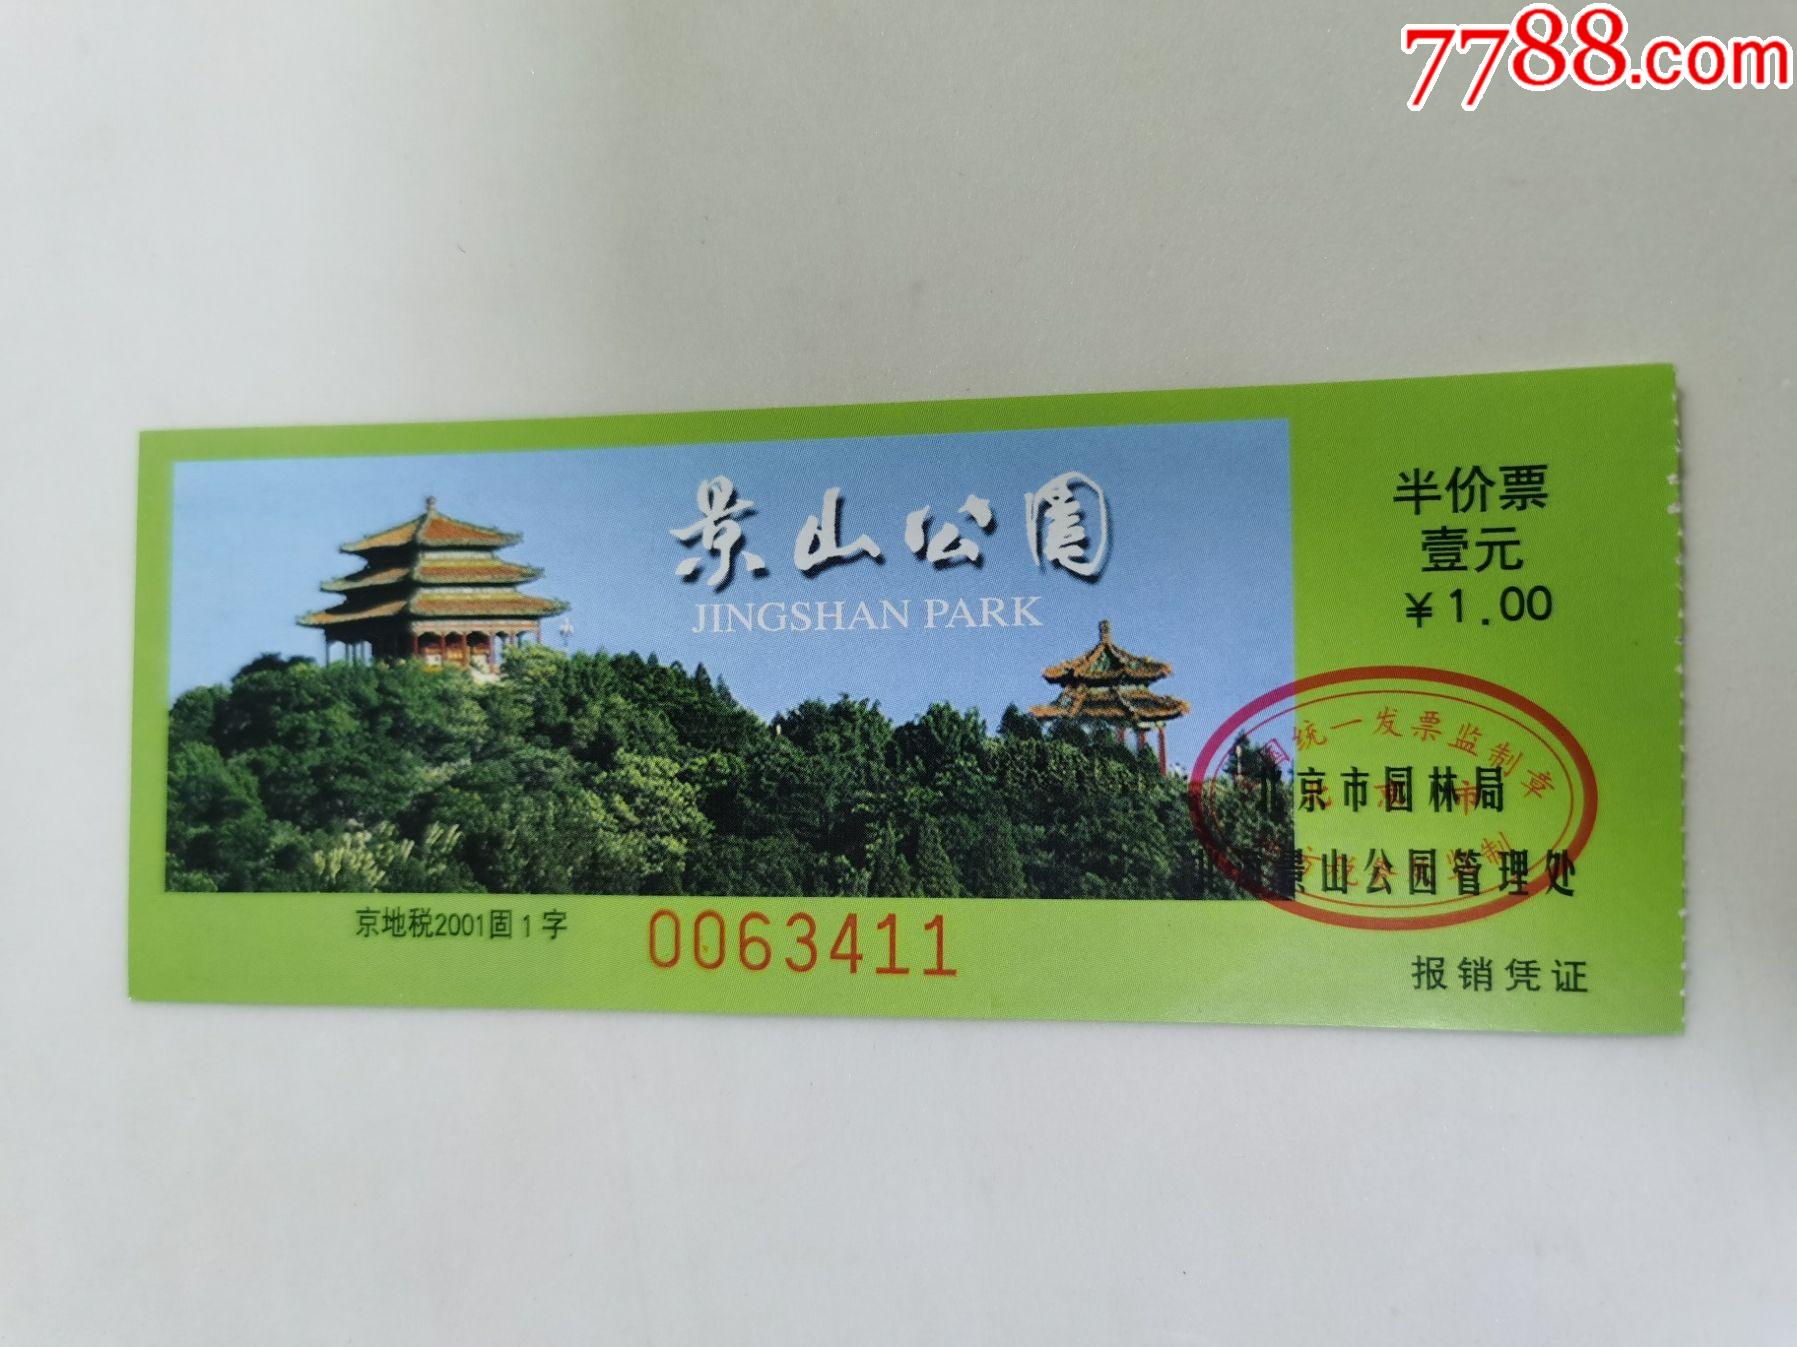 7788.com
景山公园
JINGSHAN PARK
半价票
壹元
¥1.00
统一发票监制章
北京市园林局
景山公园管理处
京地税2001固1字
0063411
报销凭证